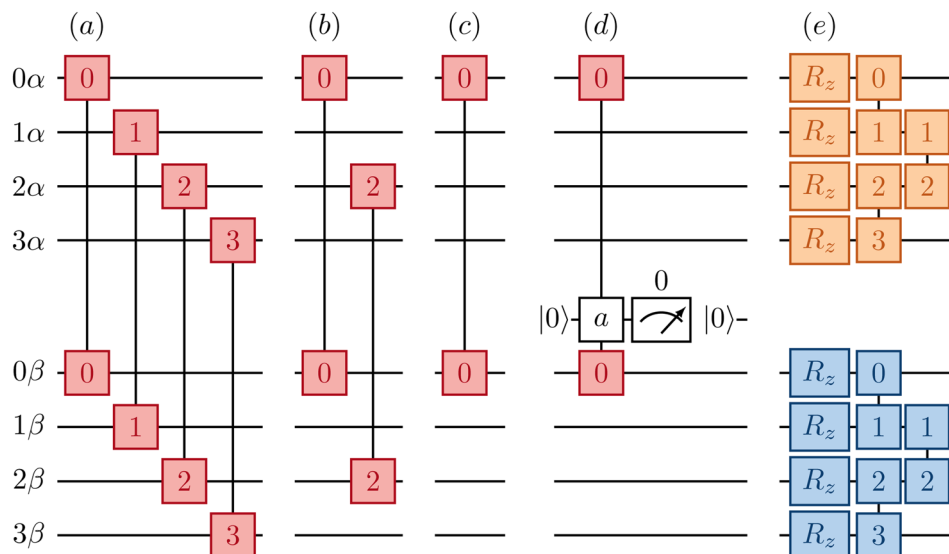 (a) (b) (c) (d) (e)
0α 0 0 0 0 R_z 0
1α 1 R_z 1 1
2α 2 2 R_z 2 2
3α 3 R_z 3
0
|0⟩ a |0⟩
0β 0 0 0 0 R_z 0
1β 1 R_z 1 1
2β 2 2 R_z 2 2
3β 3 R_z 3